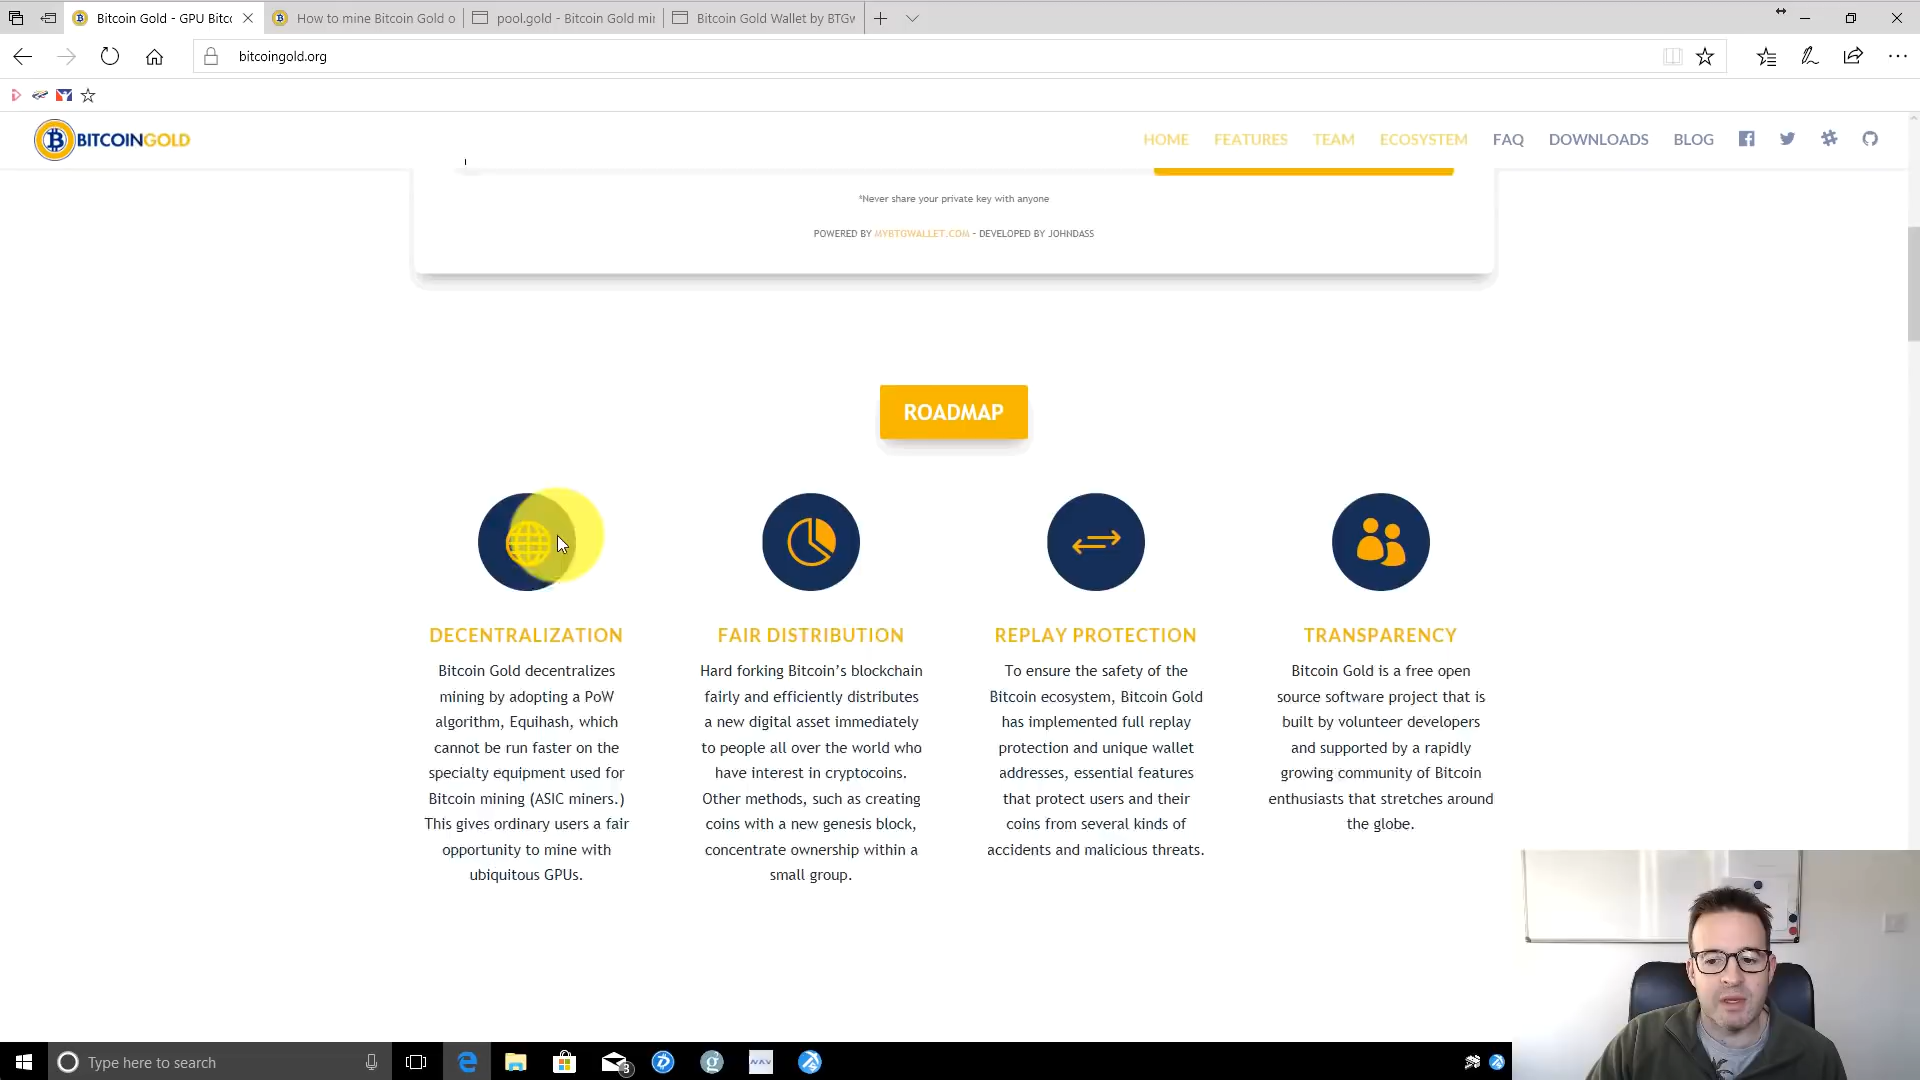 Bitcoin Gold - GPU Bitc
How to mine Bitcoin Gold o
pool.gold - Bitcoin Gold mi
Bitcoin Gold Wallet by BTGw
bitcoingold.org
BITCOINGOLD
HOME
FEATURES
TEAM
ECOSYSTEM
FAQ
DOWNLOADS
BLOG
*Never share your private key with anyone
POWERED BY MYBTGWALLET.COM - DEVELOPED BY JOHNDASS
ROADMAP
DECENTRALIZATION
Bitcoin Gold decentralizes
mining by adopting a PoW
algorithm, Equihash, which
cannot be run faster on the
specialty equipment used for
Bitcoin mining (ASIC miners.)
This gives ordinary users a fair
opportunity to mine with
ubiquitous GPUs.
FAIR DISTRIBUTION
Hard forking Bitcoin’s blockchain
fairly and efficiently distributes
a new digital asset immediately
to people all over the world who
have interest in cryptocoins.
Other methods, such as creating
coins with a new genesis block,
concentrate ownership within a
small group.
REPLAY PROTECTION
To ensure the safety of the
Bitcoin ecosystem, Bitcoin Gold
has implemented full replay
protection and unique wallet
addresses, essential features
that protect users and their
coins from several kinds of
accidents and malicious threats.
TRANSPARENCY
Bitcoin Gold is a free open
source software project that is
built by volunteer developers
and supported by a rapidly
growing community of Bitcoin
enthusiasts that stretches around
the globe.
Type here to search
3
NAV